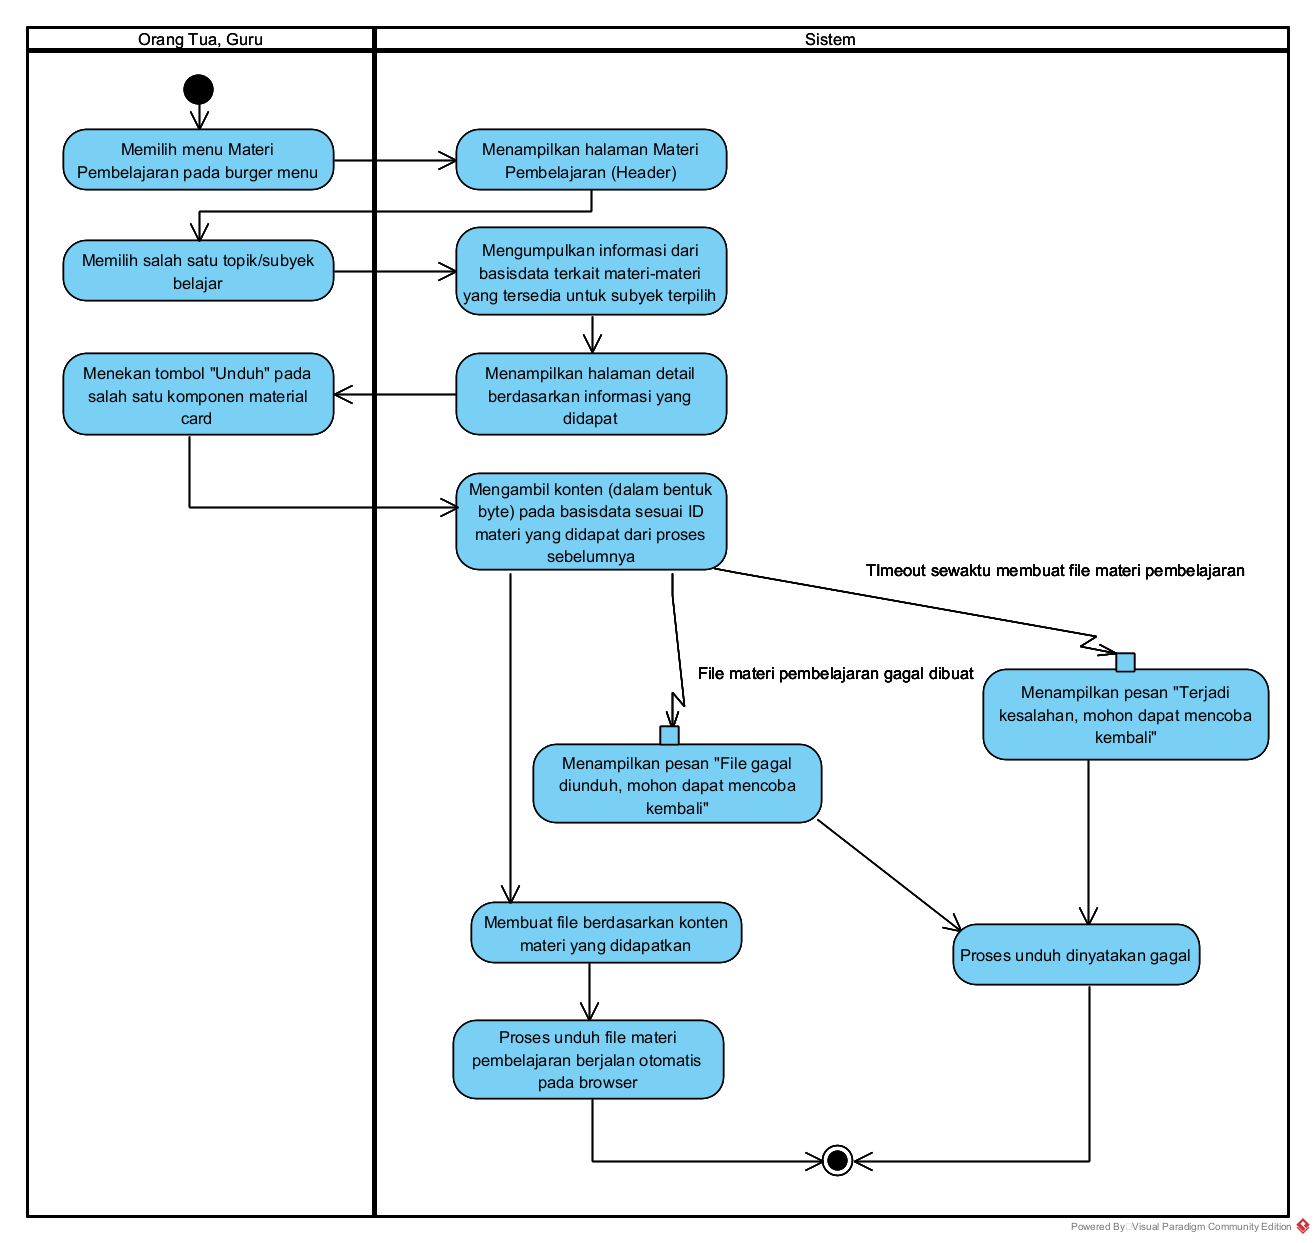 Orang Tua, Guru
Sistem
Memilih menu Materi
Pembelajaran pada burger menu
Menampilkan halaman Materi
Pembelajaran (Header)
Memilih salah satu topik/subyek
belajar
Mengumpulkan informasi dari
basisdata terkait materi-materi
yang tersedia untuk subyek terpilih
Menekan tombol "Unduh" pada
salah satu komponen material
card
Menampilkan halaman detail
berdasarkan informasi yang
didapat
Mengambil konten (dalam bentuk
byte) pada basisdata sesuai ID
materi yang didapat dari proses
sebelumnya
TImeout sewaktu membuat file materi pembelajaran
File materi pembelajaran gagal dibuat
Menampilkan pesan "Terjadi
kesalahan, mohon dapat mencoba
kembali"
Menampilkan pesan "File gagal
diunduh, mohon dapat mencoba
kembali"
Membuat file berdasarkan konten
materi yang didapatkan
Proses unduh dinyatakan gagal
Proses unduh file materi
pembelajaran berjalan otomatis
pada browser
Powered By Visual Paradigm Community Edition